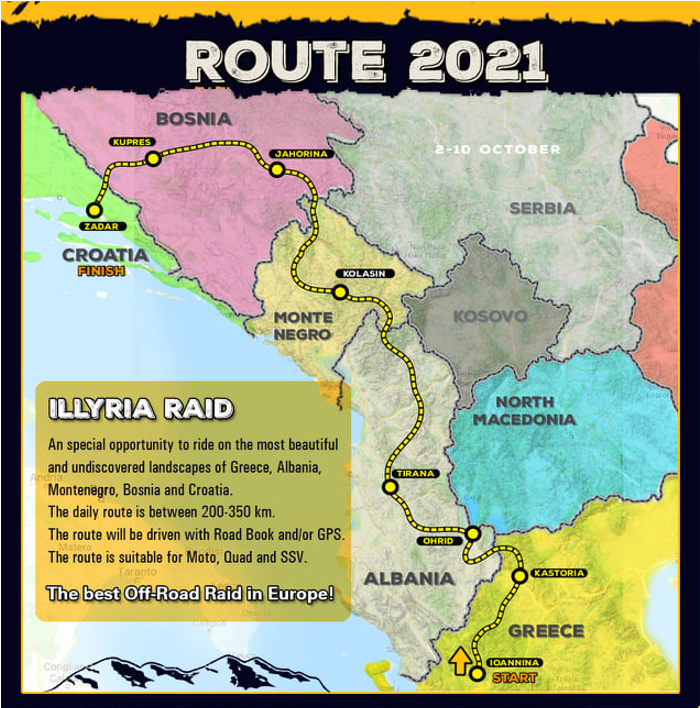 ROUTE 2021
BOSNIA
KUPRES
JAHORINA
2-10 OCTOBER
SERBIA
ZADAR
CROATIA
FINISH
KOLASIN
MONTE
NEGRO
KOSOVO
ILLYRIA RAID
An special opportunity to ride on the most beautiful
and undiscovered landscapes of Greece, Albania,
Montenegro, Bosnia and Croatia.
The daily route is between 200-350 km.
The route will be driven with Road Book and/or GPS.
The route is suitable for Moto, Quad and SSV.
The best Off-Road Raid in Europe!
NORTH
MACEDONIA
TIRANA
OHRID
KASTORIA
ALBANIA
GREECE
IOANNINA
START
Andria
Matera
Taranto
Gallipoli